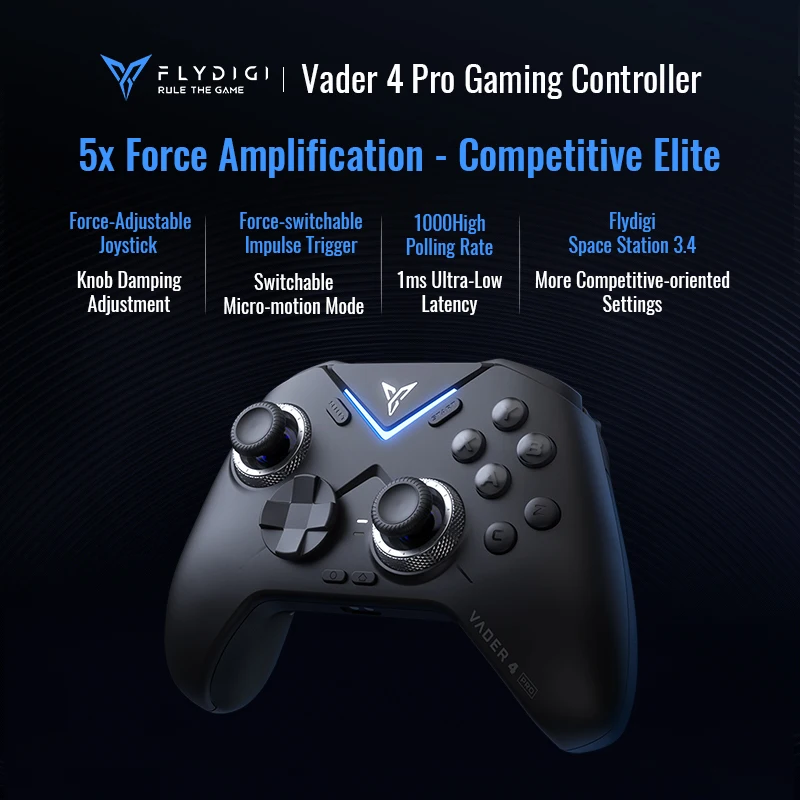 FLYDIGI
RULE THE GAME
Vader 4 Pro Gaming Controller
5x Force Amplification - Competitive Elite
Force-Adjustable
Joystick
Knob Damping
Adjustment
Force-switchable
Impulse Trigger
Switchable
Micro-motion Mode
1000High
Polling Rate
1ms Ultra-Low
Latency
Flydigi
Space Station 3.4
More Competitive-oriented
Settings
START
Y
X
B
A
Z
C
VADER 4 PRO